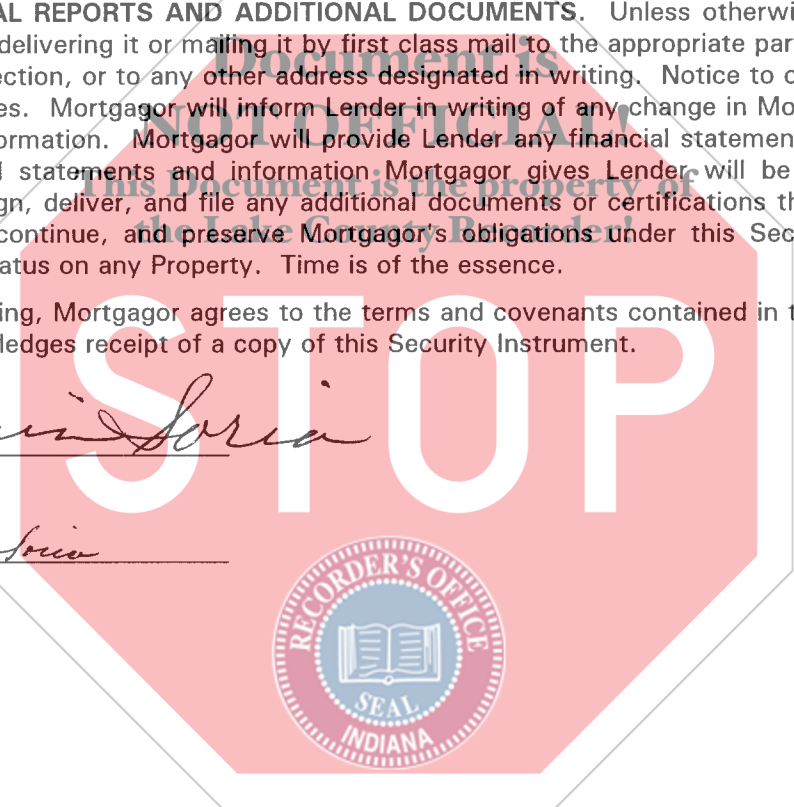 AL REPORTS AND ADDITIONAL DOCUMENTS. Unless otherwi
delivering it or mailing it by first class mail to the appropriate par
Document is
ection, or to any other address designated in writing. Notice to o
es. Mortgagor will inform Lender in writing of any change in Mo
NOT OFFICIAL!
ormation. Mortgagor will provide Lender any financial statemen
l statements and information Mortgagor gives Lender will be
This Document is the property of
gn, deliver, and file any additional documents or certifications th
continue, and preserve Mortgagor's obligations under this Sec
the Lake County Recorder!
atus on any Property. Time is of the essence.
ing, Mortgagor agrees to the terms and covenants contained in t
ledges receipt of a copy of this Security Instrument.
STOP
Soria
Soria
RECORDER'S OFFICE
SEAL
INDIANA